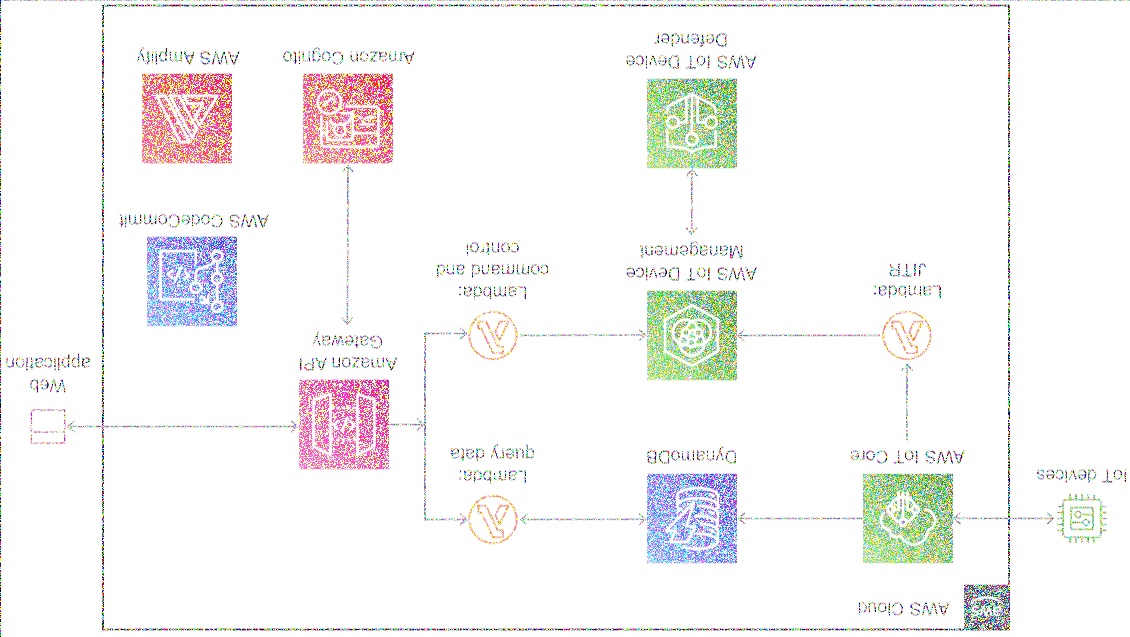 AWS Cloud
IoT devices
AWS IoT Core
DynamoDB
Lambda:
query data
Amazon API
Gateway
Web
application
Lambda:
JITR
AWS IoT Device
Management
Lambda:
command and
control
AWS CodeCommit
AWS IoT Device
Defender
Amazon Cognito
AWS Amplify